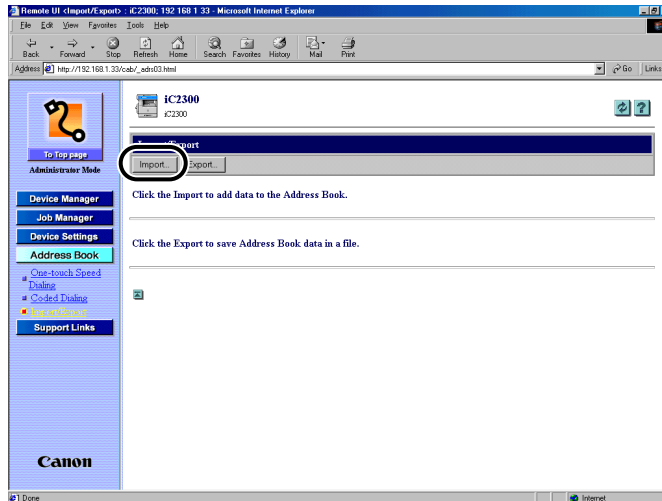 Remote UI <Import/Export> : iC2300; 192 168 1 33 - Microsoft Internet Explorer
File Edit View Favorites Tools Help
Back Forward Stop Refresh Home Search Favorites History Mail Print
Address http://192.168.1.33/cab/_adrs03.html Go Links
iC2300
iC2300
To Top page
Administrator Mode
Import/Export
Import... Export...
Device Manager
Job Manager
Device Settings
Address Book
One-touch Speed
Dialing
Coded Dialing
Import/Export
Support Links
Click the Import to add data to the Address Book.
Click the Export to save Address Book data in a file.
Canon
Done Internet